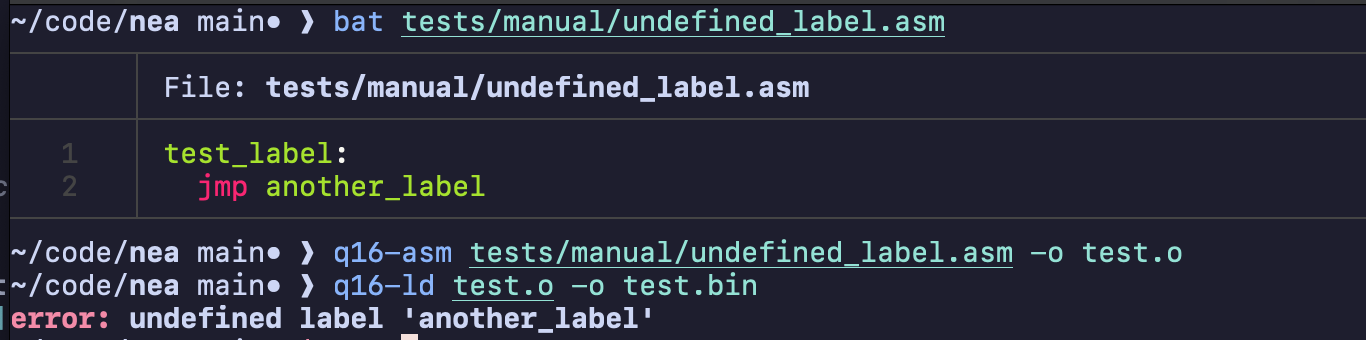 ~/code/nea main• ❱ bat tests/manual/undefined_label.asm
File: tests/manual/undefined_label.asm
1 test_label:
2 jmp another_label
~/code/nea main• ❱ q16-asm tests/manual/undefined_label.asm -o test.o
~/code/nea main• ❱ q16-ld test.o -o test.bin
error: undefined label 'another_label'